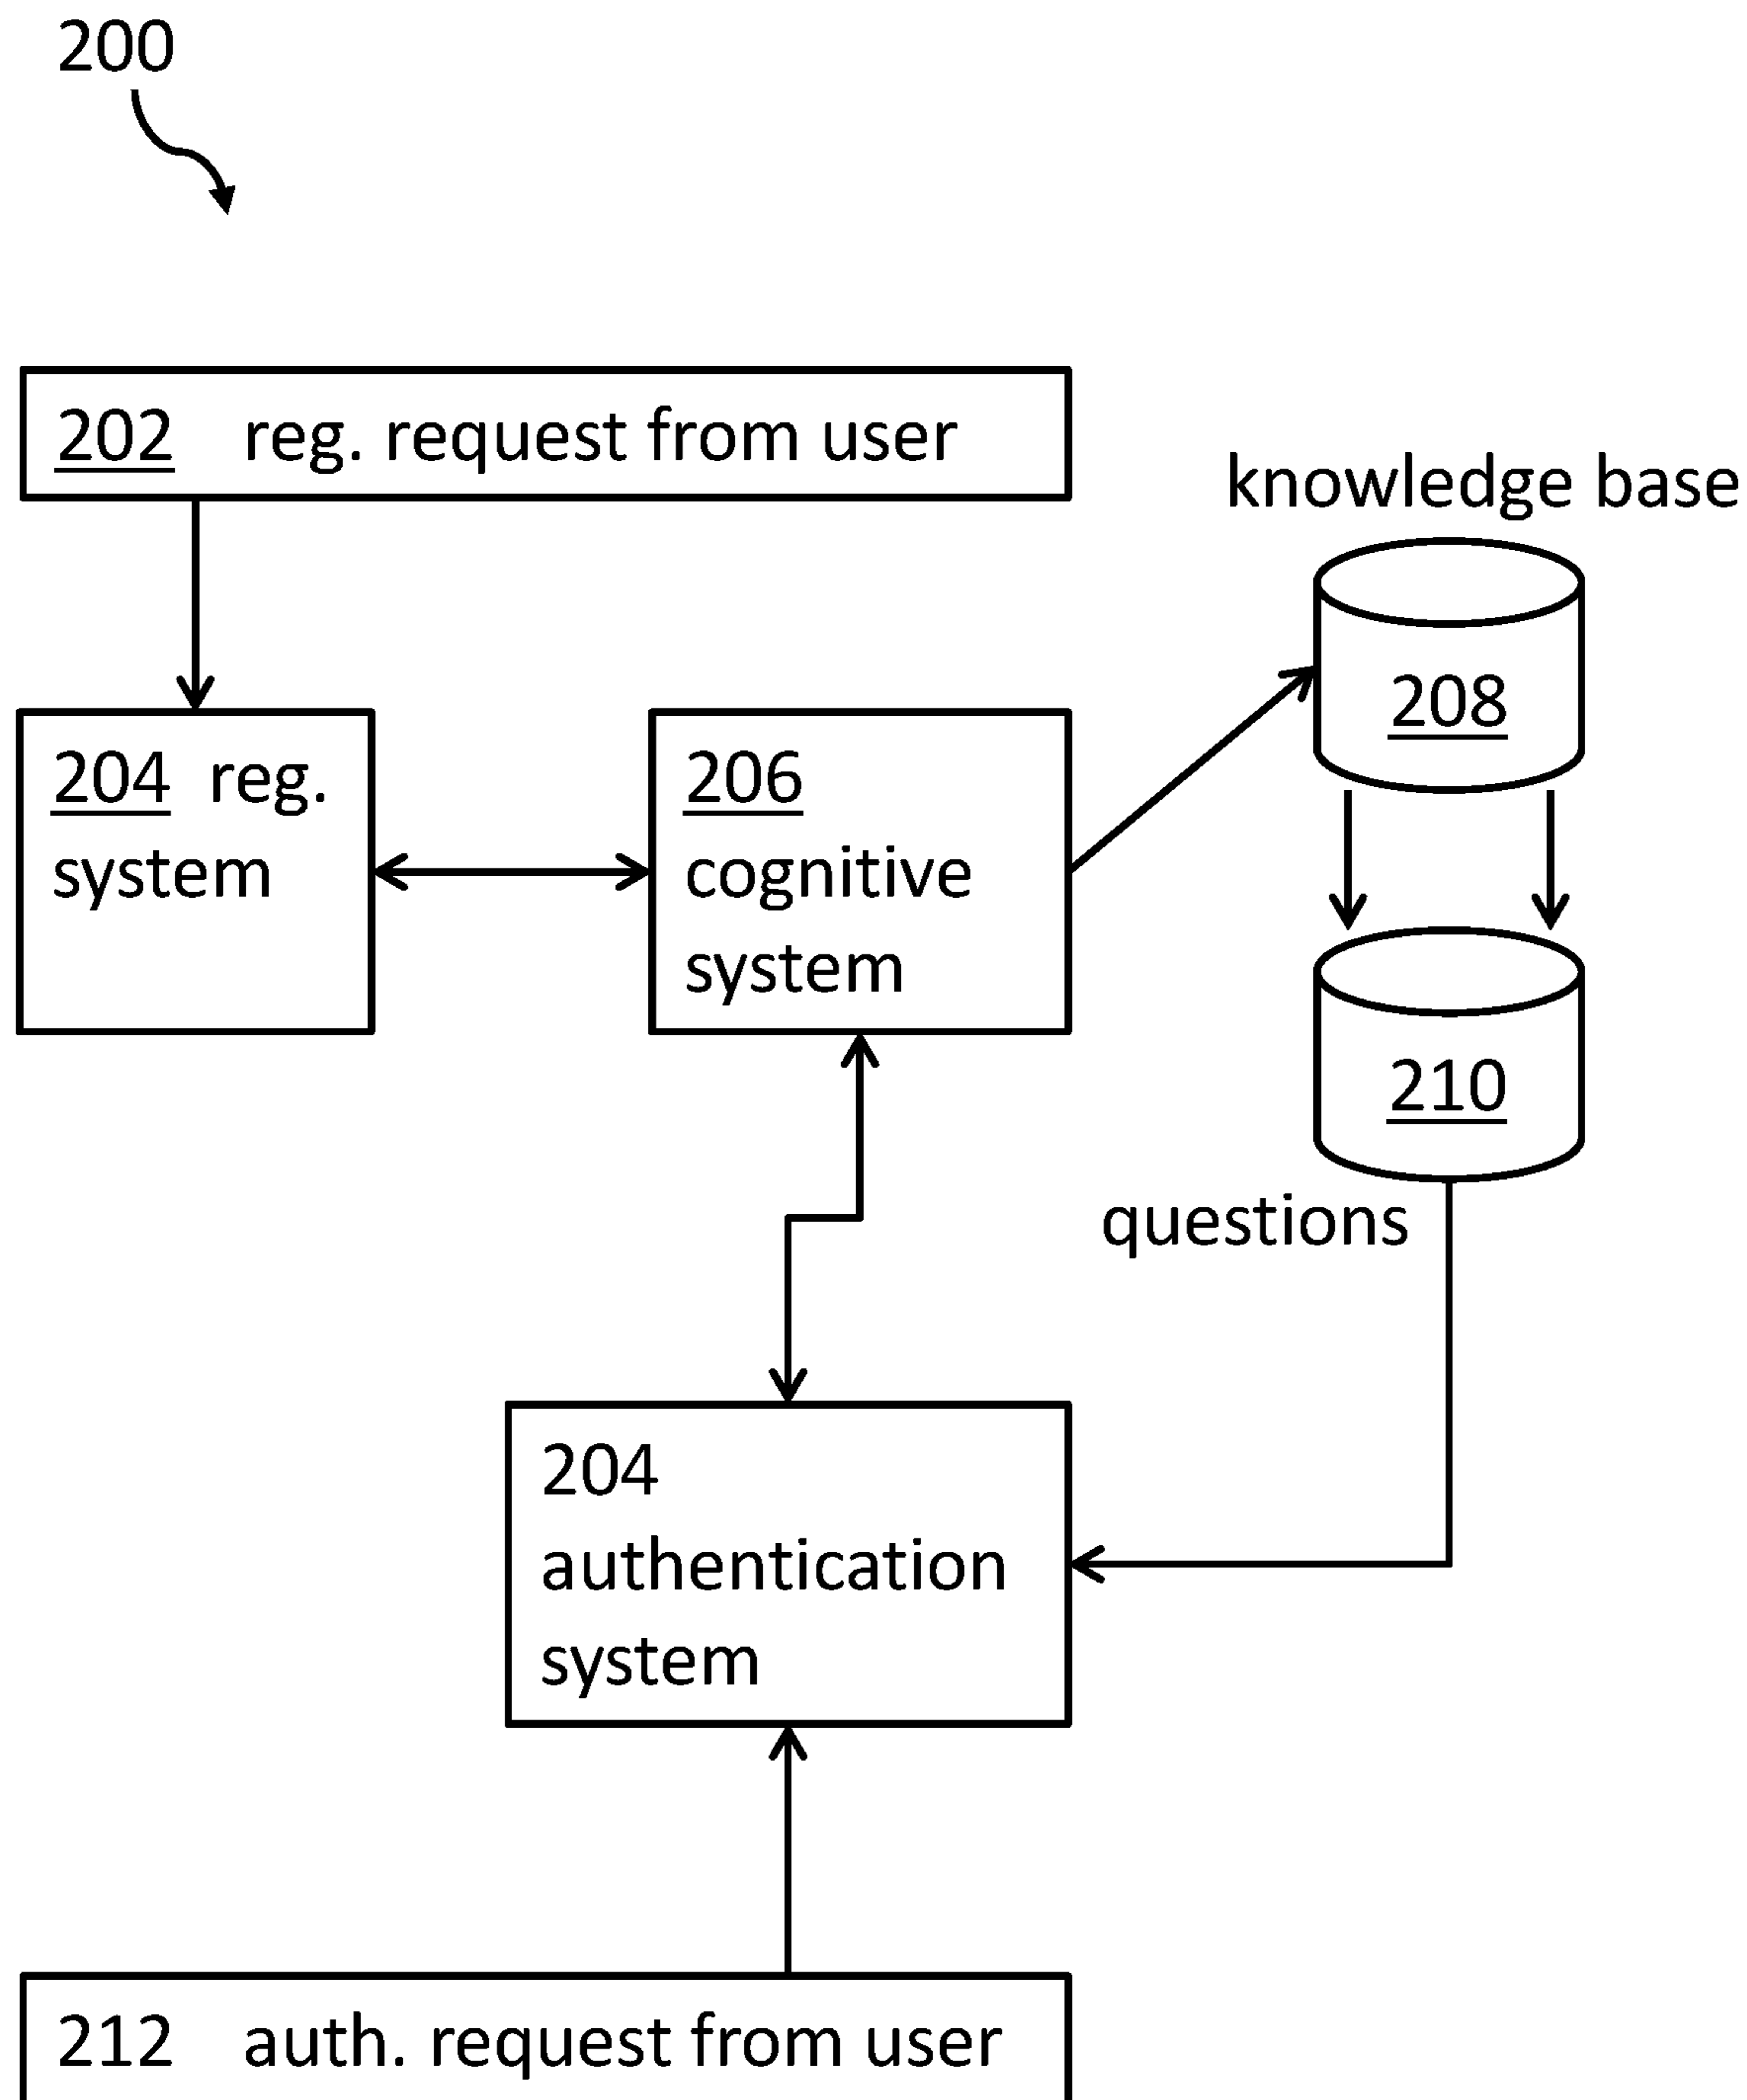 200
202 reg. request from user
knowledge base
208
204 reg.
system
206
cognitive
system
210
questions
204
authentication
system
212 auth. request from user